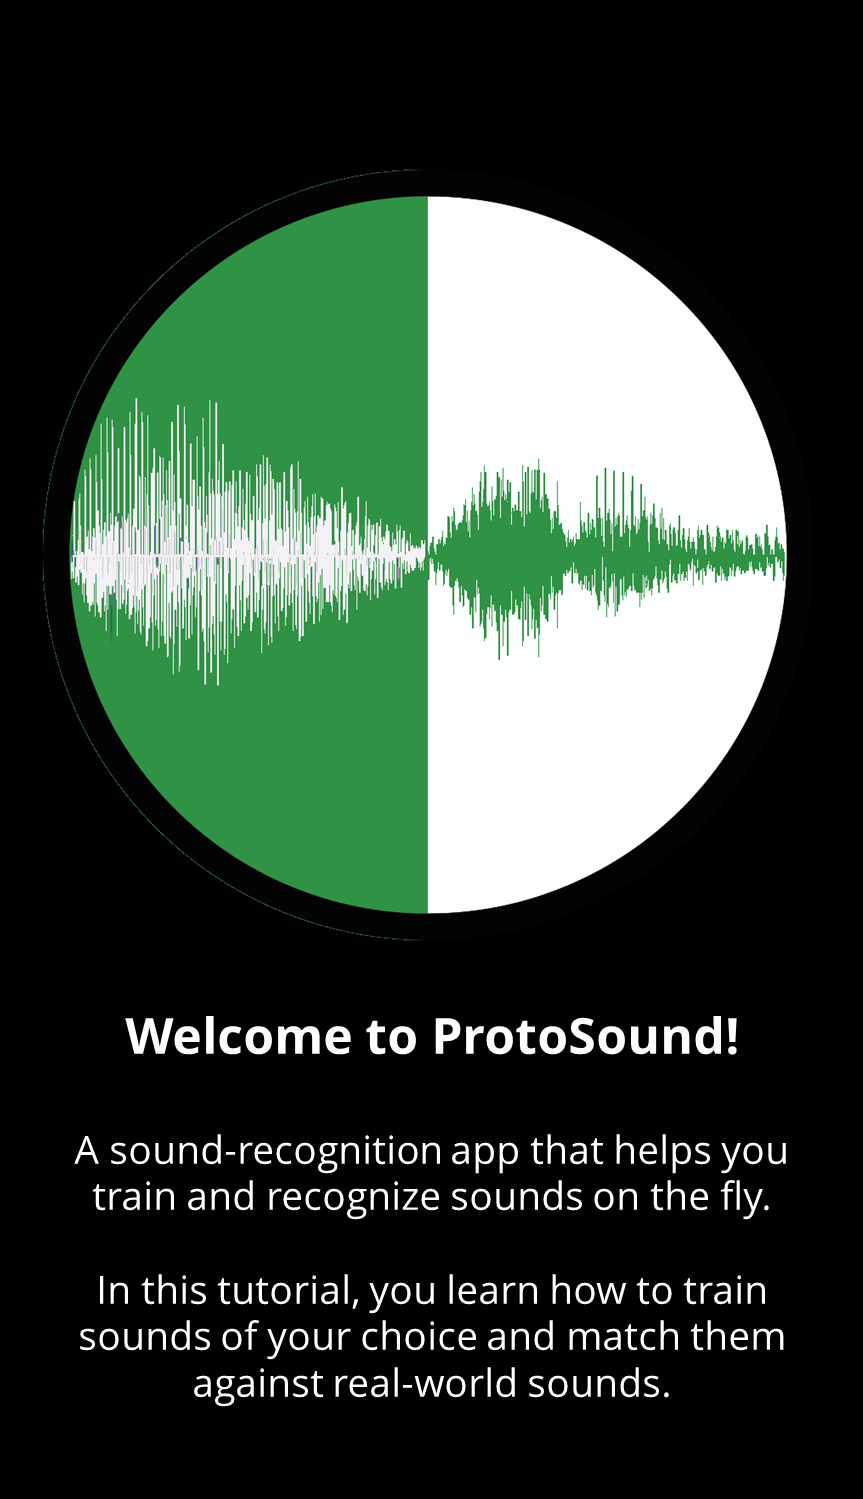 Welcome to ProtoSound!
A sound-recognition app that helps you
train and recognize sounds on the fly.
In this tutorial, you learn how to train
sounds of your choice and match them
against real-world sounds.